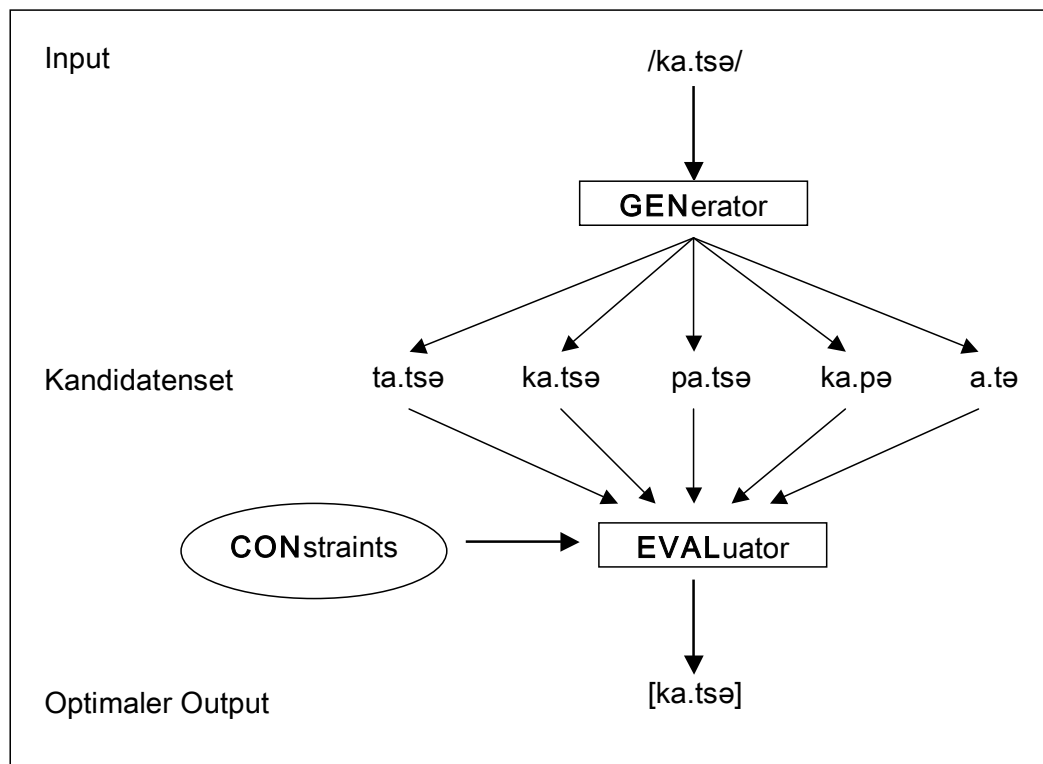 Input /ka.tsə/
GENerator
Kandidatenset ta.tsə ka.tsə pa.tsə ka.pə a.tə
CONstraints EVALuator
Optimaler Output [ka.tsə]